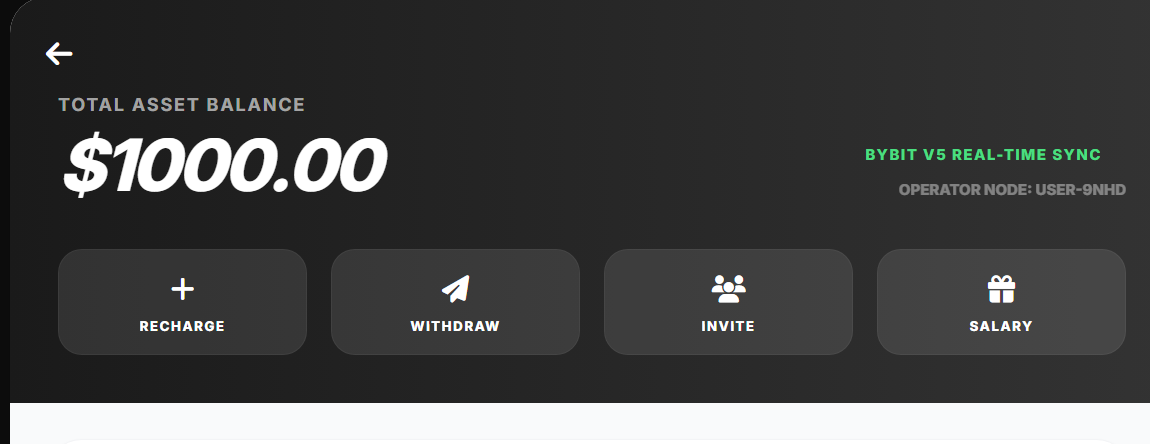 TOTAL ASSET BALANCE
$1000.00
BYBIT V5 REAL-TIME SYNC
OPERATOR NODE: USER-9NHD
RECHARGE
WITHDRAW
INVITE
SALARY